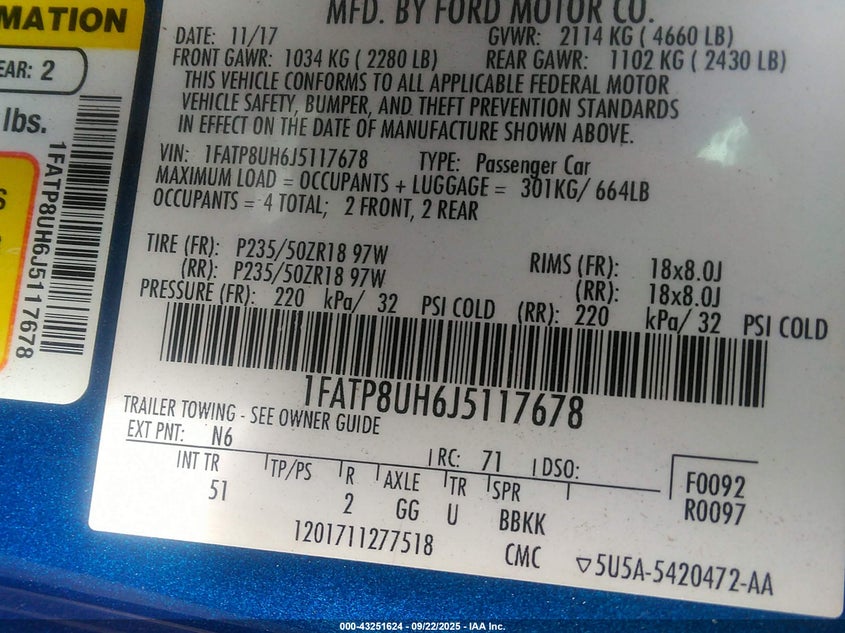 MATION
EAR: 2
lbs.
S
1FATP8UH6J5117678
MFD. BY FORD MOTOR CO.
DATE: 11/17 GVWR: 2114 KG ( 4660 LB)
FRONT GAWR: 1034 KG ( 2280 LB) REAR GAWR: 1102 KG ( 2430 LB)
THIS VEHICLE CONFORMS TO ALL APPLICABLE FEDERAL MOTOR
VEHICLE SAFETY, BUMPER, AND THEFT PREVENTION STANDARDS
IN EFFECT ON THE DATE OF MANUFACTURE SHOWN ABOVE.
VIN: 1FATP8UH6J5117678 TYPE: Passenger Car
MAXIMUM LOAD = OCCUPANTS + LUGGAGE = 301KG/ 664LB
OCCUPANTS = 4 TOTAL; 2 FRONT, 2 REAR
TIRE (FR): P235/50ZR18 97W RIMS (FR): 18x8.0J
(RR): P235/50ZR18 97W (RR): 18x8.0J
PRESSURE (FR): 220 kPa/ 32 PSI COLD (RR): 220 kPa/ 32 PSI COLD
1FATP8UH6J5117678
TRAILER TOWING - SEE OWNER GUIDE
EXT PNT: N6 RC: 71 DSO:
INT TR TP/PS R AXLE TR SPR F0092
51 2 GG U BBKK R0097
1201711277518 CMC ▽5U5A-5420472-AA
000-43251624 - 09/22/2025 - IAA Inc.